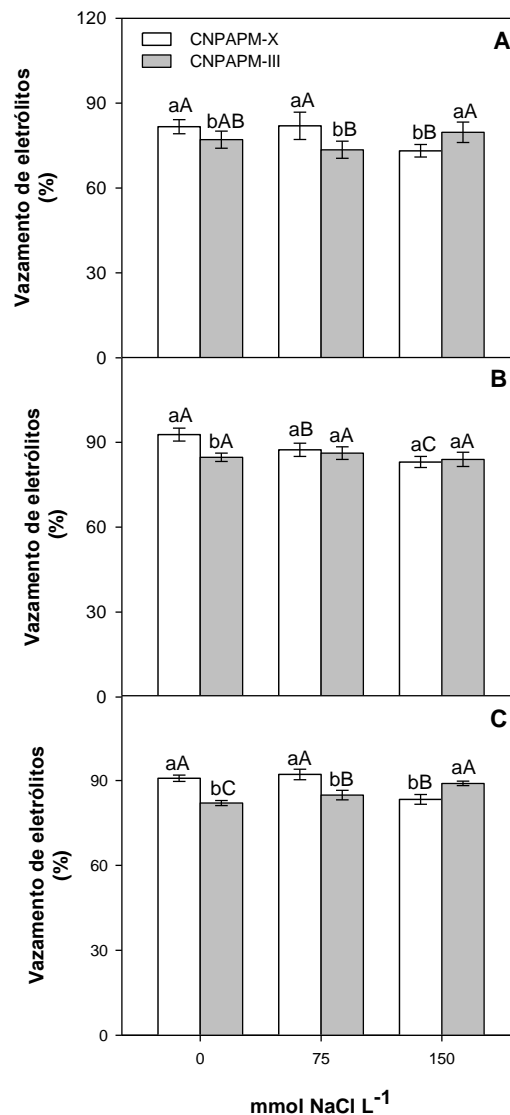 120
CNPAPM-X
CNPAPM-III
A
aA
bAB
aA
bB
bB
aA
90
60
30
0
Vazamento de eletrólitos
(%)
B
aA
bA
aB
aA
aC
aA
90
60
30
0
Vazamento de eletrólitos
(%)
C
aA
bC
aA
bB
bB
aA
90
60
30
0
Vazamento de eletrólitos
(%)
0 75 150
mmol NaCl L-1